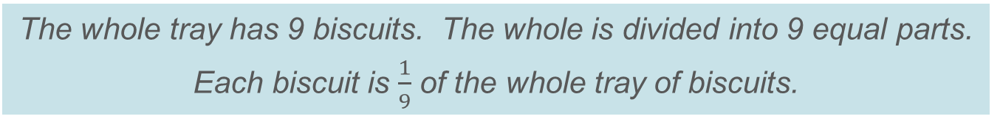 The whole tray has 9 biscuits. The whole is divided into 9 equal parts.
Each biscuit is 1/9 of the whole tray of biscuits.